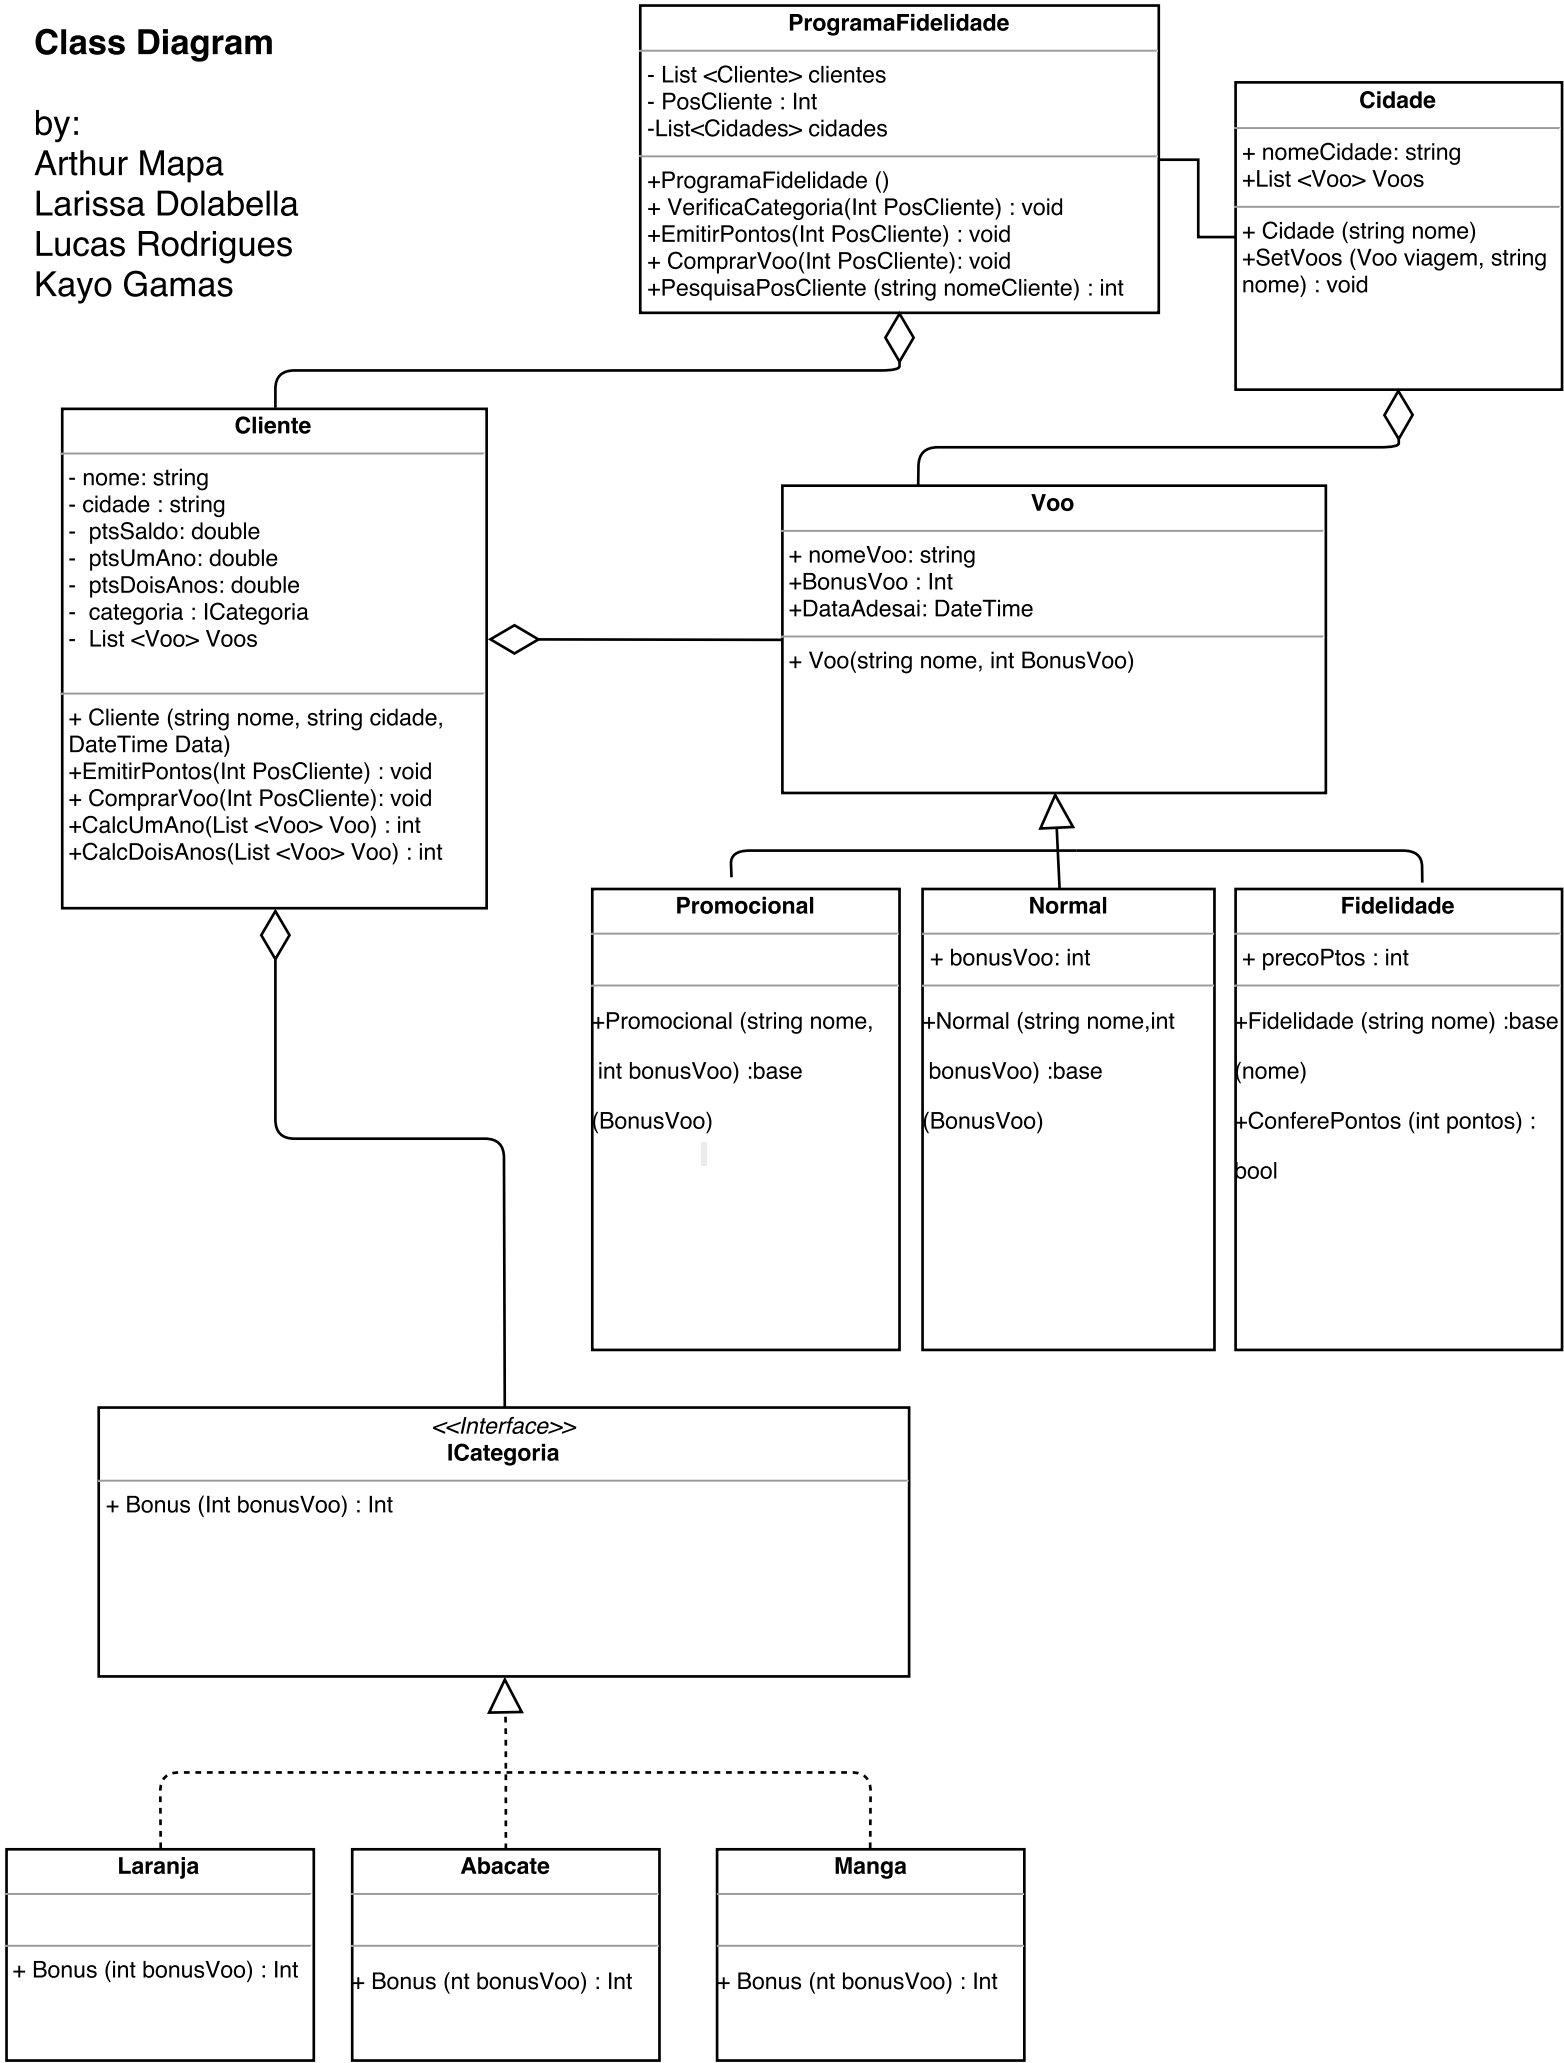 Class Diagram
by:
Arthur Mapa
Larissa Dolabella
Lucas Rodrigues
Kayo Gamas
ProgramaFidelidade
- List <Cliente> clientes
- PosCliente : Int
-List<Cidades> cidades
+ProgramaFidelidade ()
+ VerificaCategoria(Int PosCliente) : void
+EmitirPontos(Int PosCliente) : void
+ ComprarVoo(Int PosCliente): void
+PesquisaPosCliente (string nomeCliente) : int
Cidade
+ nomeCidade: string
+List <Voo> Voos
+ Cidade (string nome)
+SetVoos (Voo viagem, string
nome) : void
Cliente
- nome: string
- cidade : string
- ptsSaldo: double
- ptsUmAno: double
- ptsDoisAnos: double
- categoria : ICategoria
- List <Voo> Voos
+ Cliente (string nome, string cidade,
DateTime Data)
+EmitirPontos(Int PosCliente) : void
+ ComprarVoo(Int PosCliente): void
+CalcUmAno(List <Voo> Voo) : int
+CalcDoisAnos(List <Voo> Voo) : int
Voo
+ nomeVoo: string
+BonusVoo : Int
+DataAdesai: DateTime
+ Voo(string nome, int BonusVoo)
Promocional
+Promocional (string nome,
int bonusVoo) :base
(BonusVoo)
Normal
+ bonusVoo: int
+Normal (string nome,int
bonusVoo) :base
(BonusVoo)
Fidelidade
+ precoPtos : int
+Fidelidade (string nome) :base
(nome)
+ConferePontos (int pontos) :
bool
<<Interface>>
ICategoria
+ Bonus (Int bonusVoo) : Int
Laranja
+ Bonus (int bonusVoo) : Int
Abacate
+ Bonus (nt bonusVoo) : Int
Manga
+ Bonus (nt bonusVoo) : Int